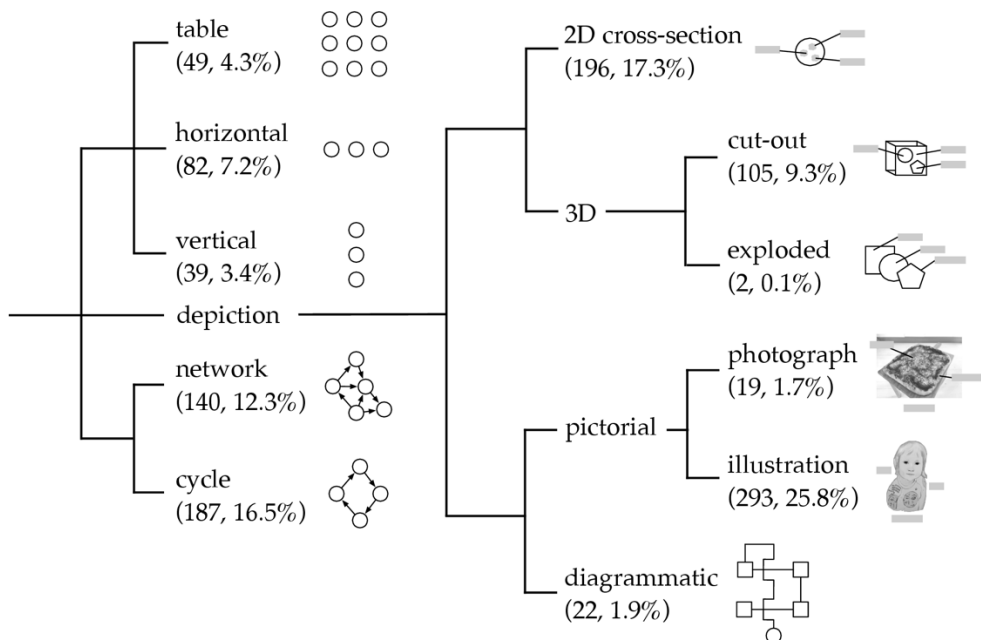 table
(49, 4.3%)
horizontal
(82, 7.2%)
vertical
(39, 3.4%)
depiction
network
(140, 12.3%)
cycle
(187, 16.5%)
2D cross-section
(196, 17.3%)
3D
cut-out
(105, 9.3%)
exploded
(2, 0.1%)
pictorial
photograph
(19, 1.7%)
illustration
(293, 25.8%)
diagrammatic
(22, 1.9%)